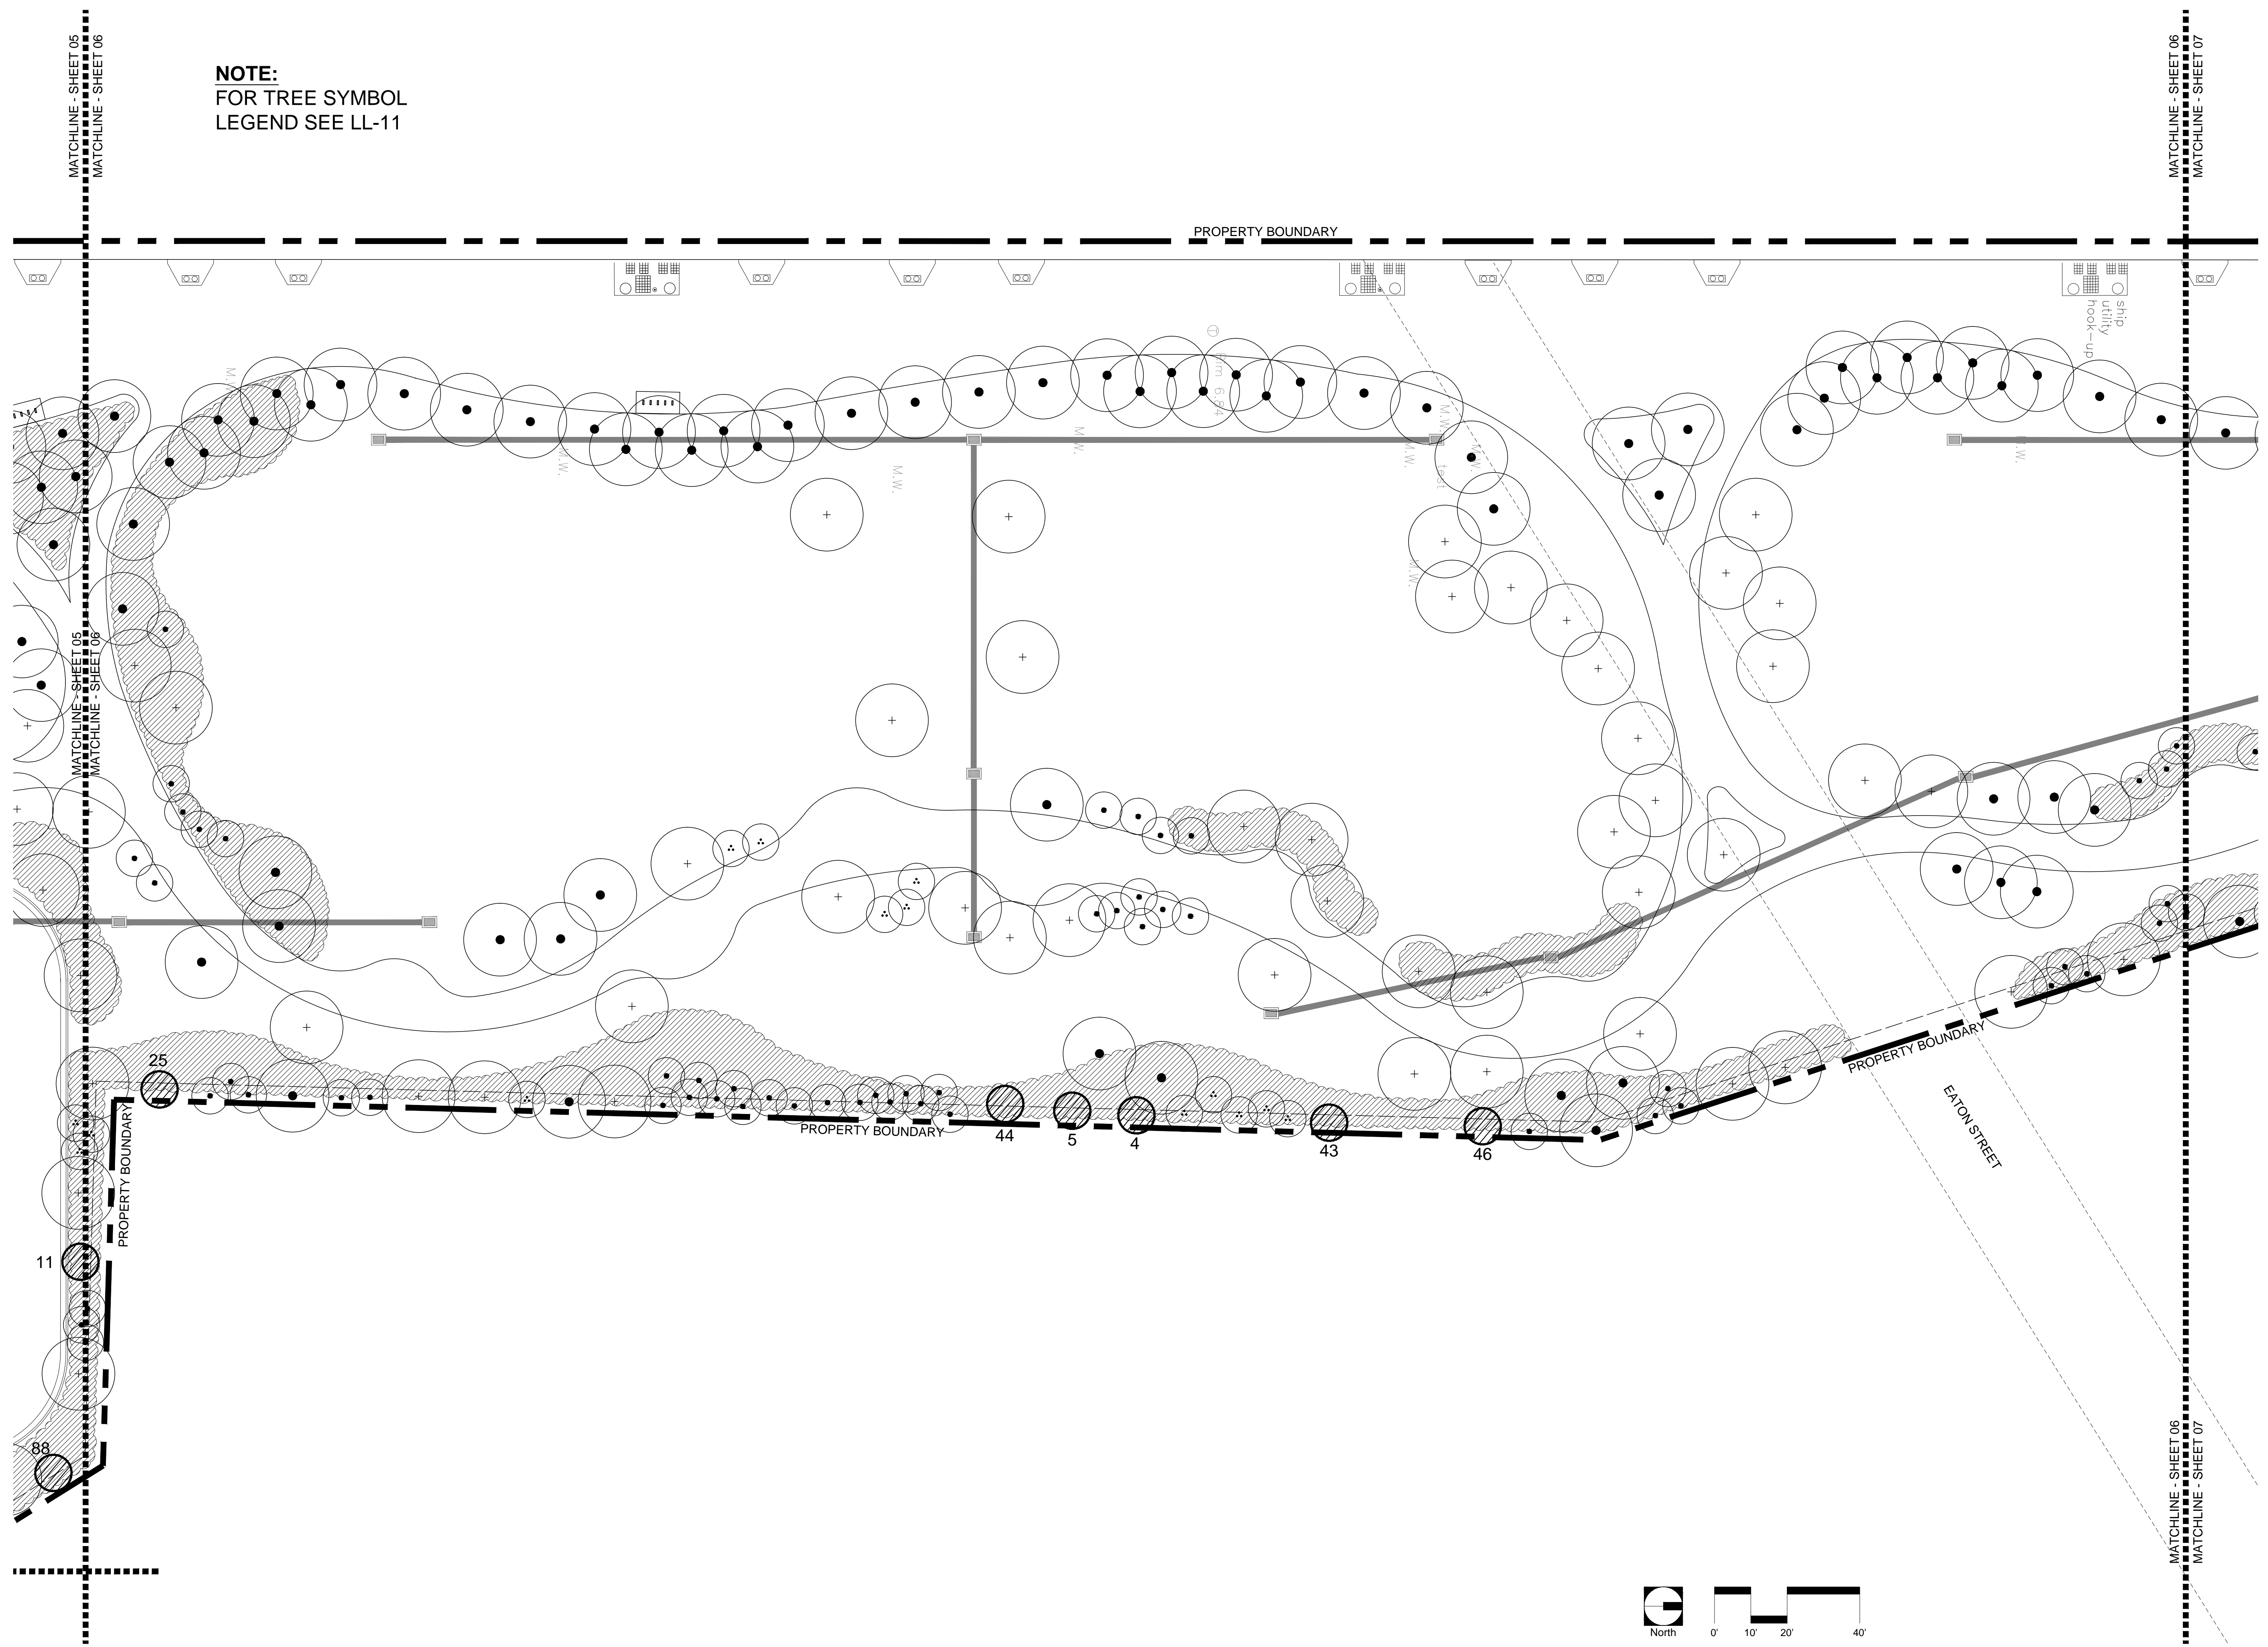 MATCHLINE - SHEET 05
MATCHLINE - SHEET 06
NOTE:
FOR TREE SYMBOL
LEGEND SEE LL-11
MATCHLINE - SHEET 06
MATCHLINE - SHEET 07
PROPERTY BOUNDARY
ship
utility
hook-up
M.W.
M.W.
M.W.
M.W.
M.W.
M.W.
M.W.
test
M.W.
MATCHLINE - SHEET 05
MATCHLINE - SHEET 06
25
PROPERTY BOUNDARY
PROPERTY BOUNDARY
44
5
4
43
46
PROPERTY BOUNDARY
EATON STREET
11
88
MATCHLINE - SHEET 06
MATCHLINE - SHEET 07
North
0'
10'
20'
40'